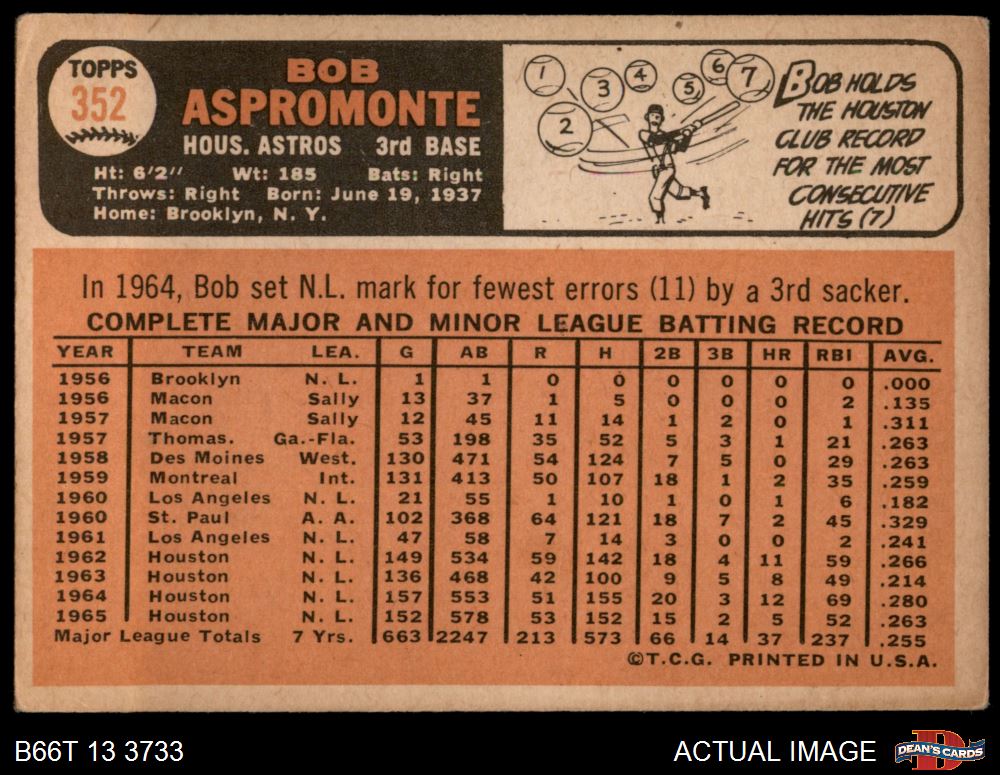 TOPPS
352
BOB
ASPROMONTE
HOUS. ASTROS 3rd BASE
Ht: 6'2" Wt: 185 Bats: Right
Throws: Right Born: June 19, 1937
Home: Brooklyn, N. Y.
1 2 3 4 5 6 7
BOB HOLDS
THE HOUSTON
CLUB RECORD
FOR THE MOST
CONSECUTIVE
HITS (7)
In 1964, Bob set N.L. mark for fewest errors (11) by a 3rd sacker.
COMPLETE MAJOR AND MINOR LEAGUE BATTING RECORD
YEAR TEAM LEA. G AB R H 2B 3B HR RBI AVG.
1956 Brooklyn N. L. 1 1 0 0 0 0 0 0 .000
1956 Macon Sally 13 37 1 5 0 0 0 2 .135
1957 Macon Sally 12 45 11 14 1 2 0 1 .311
1957 Thomas. Ga.-Fla. 53 198 35 52 5 3 1 21 .263
1958 Des Moines West. 130 471 54 124 7 5 0 29 .263
1959 Montreal Int. 131 413 50 107 18 1 2 35 .259
1960 Los Angeles N. L. 21 55 1 10 1 0 1 6 .182
1960 St. Paul A. A. 102 368 64 121 18 7 2 45 .329
1961 Los Angeles N. L. 47 58 7 14 3 0 0 2 .241
1962 Houston N. L. 149 534 59 142 18 4 11 59 .266
1963 Houston N. L. 136 468 42 100 9 5 8 49 .214
1964 Houston N. L. 157 553 51 155 20 3 12 69 .280
1965 Houston N. L. 152 578 53 152 15 2 5 52 .263
Major League Totals 7 Yrs. 663 2247 213 573 66 14 37 237 .255
©T.C.G. PRINTED IN U.S.A.
B66T 13 3733 ACTUAL IMAGE DEAN'S CARDS